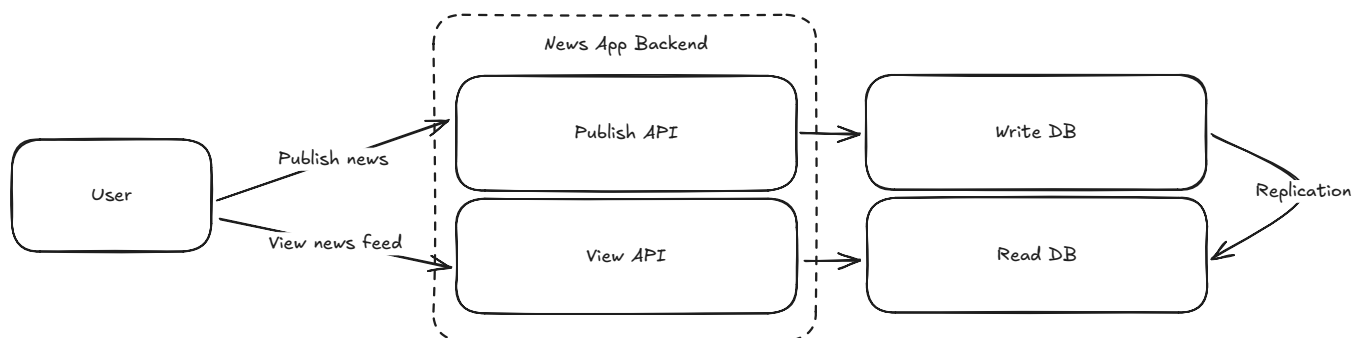 News App Backend
Publish API
Write DB
Publish news
User
Replication
View news feed
View API
Read DB